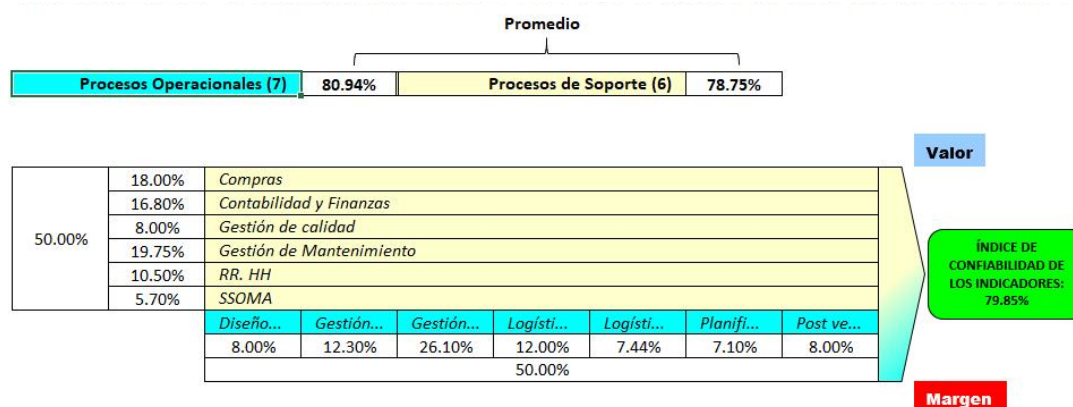 Promedio
Procesos Operacionales (7) 80.94% Procesos de Soporte (6) 78.75%
Valor
50.00%
18.00% Compras
16.80% Contabilidad y Finanzas
8.00% Gestión de calidad
19.75% Gestión de Mantenimiento
10.50% RR. HH
5.70% SSOMA
ÍNDICE DE
CONFIABILIDAD DE
LOS INDICADORES:
79.85%
Diseño... Gestión... Gestión... Logísti... Logísti... Planifi... Post ve...
8.00% 12.30% 26.10% 12.00% 7.44% 7.10% 8.00%
50.00%
Margen